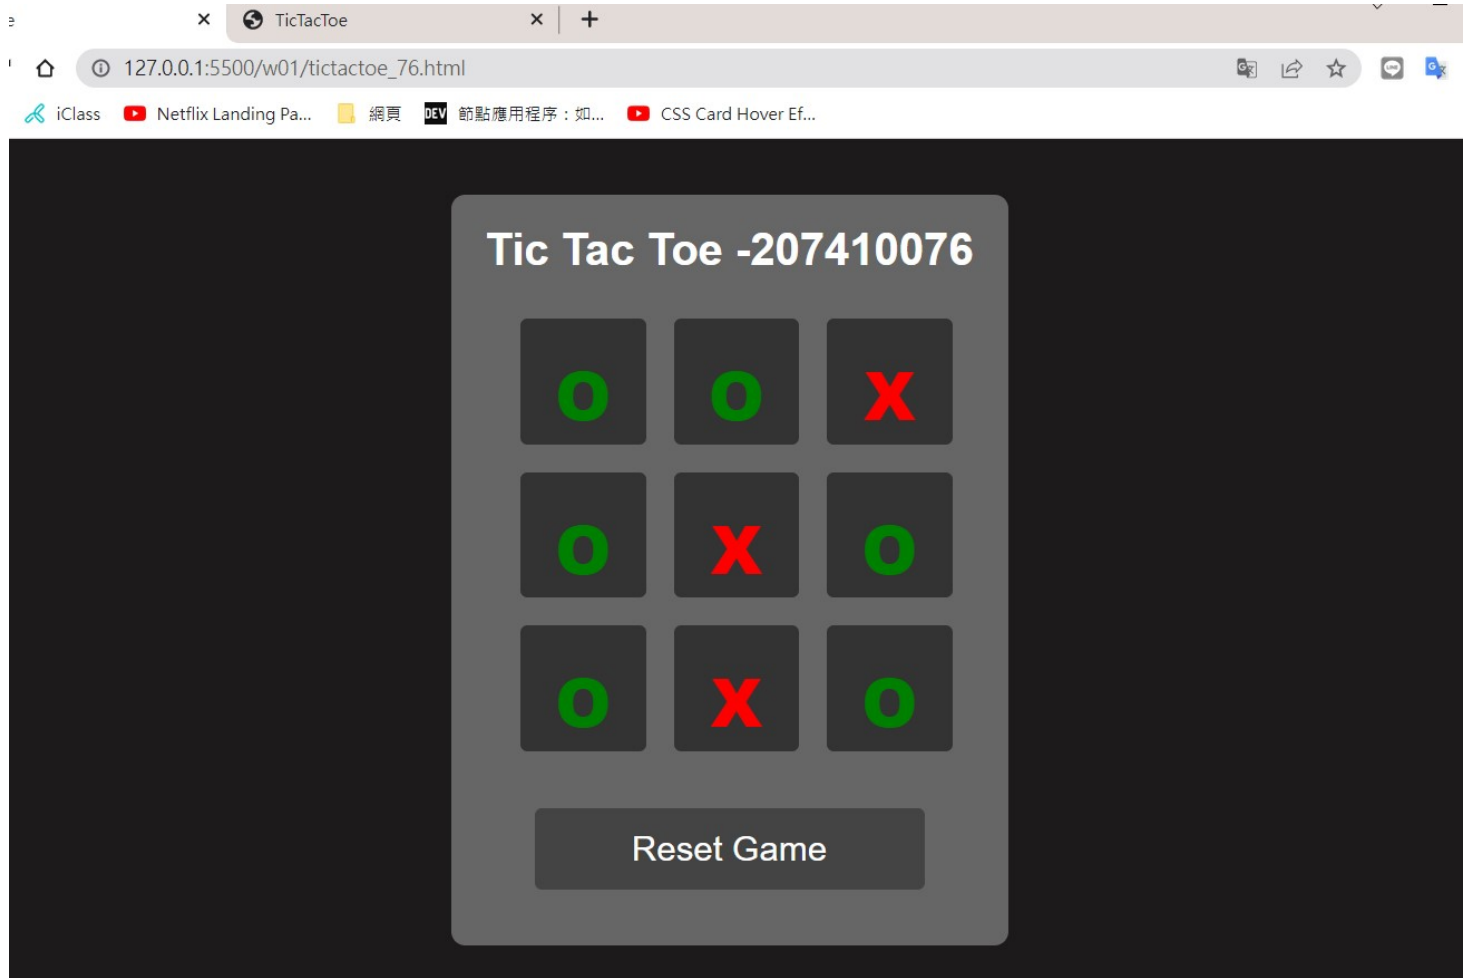 TicTacToe
127.0.0.1:5500/w01/tictactoe_76.html
iClass Netflix Landing Pa... 網頁 DEV 節點應用程序：如... CSS Card Hover Ef...
Tic Tac Toe -207410076
o o x
o x o
o x o
Reset Game